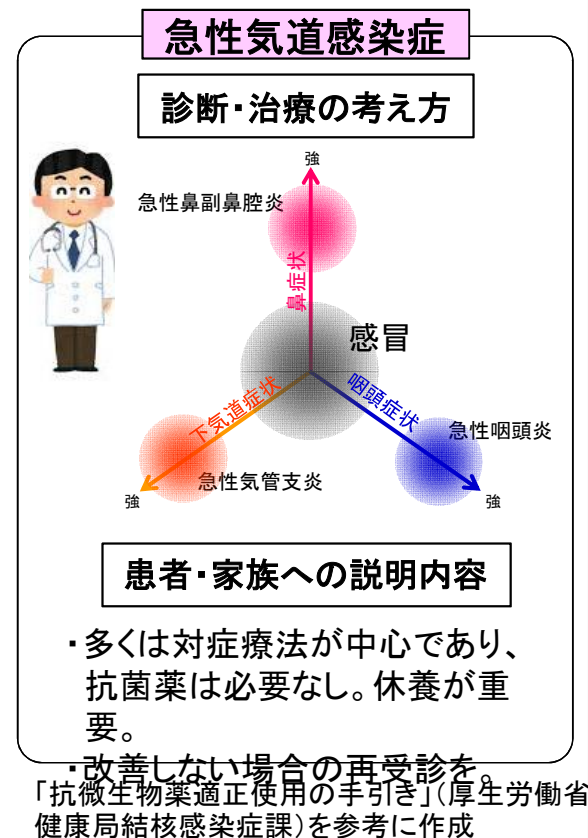 急性気道感染症
診断・治療の考え方
強
急性鼻副鼻腔炎
鼻症状
感冒
下気道症状
咽頭症状
急性咽頭炎
急性気管支炎
強
強
患者・家族への説明内容
・多くは対症療法が中心であり、
抗菌薬は必要なし。休養が重
要。
・改善しない場合の再受診を。
「抗微生物薬適正使用の手引き」(厚生労働省
健康局結核感染症課)を参考に作成